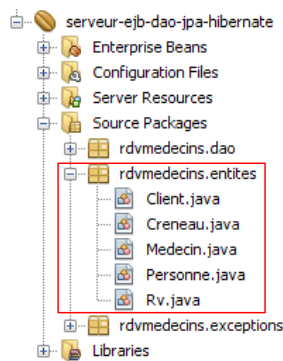 serveur-ejb-dao-jpa-hibernate
Enterprise Beans
Configuration Files
Server Resources
Source Packages
rdvmedecins.dao
rdvmedecins.entites
Client.java
Creneau.java
Medecin.java
Personne.java
Rv.java
rdvmedecins.exceptions
Libraries